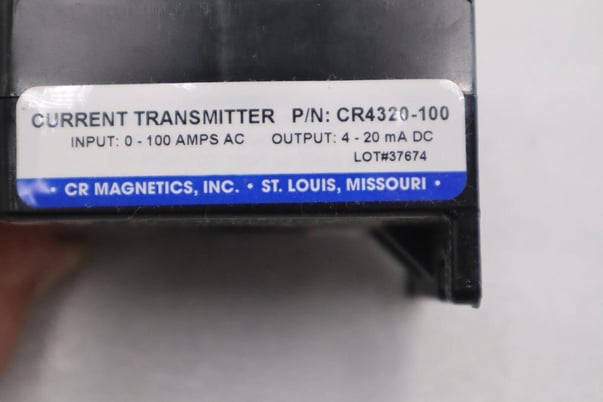 CURRENT TRANSMITTER P/N: CR4320-100
INPUT: 0 - 100 AMPS AC OUTPUT: 4 - 20 mA DC
LOT#37674
• CR MAGNETICS, INC. • ST. LOUIS, MISSOURI •